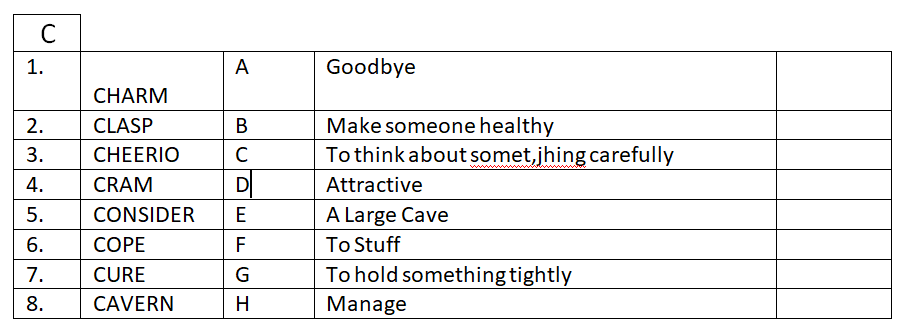 C
1. A Goodbye
CHARM
2. CLASP B Make someone healthy
3. CHEERIO C To think about somet,jhing carefully
4. CRAM D Attractive
5. CONSIDER E A Large Cave
6. COPE F To Stuff
7. CURE G To hold something tightly
8. CAVERN H Manage